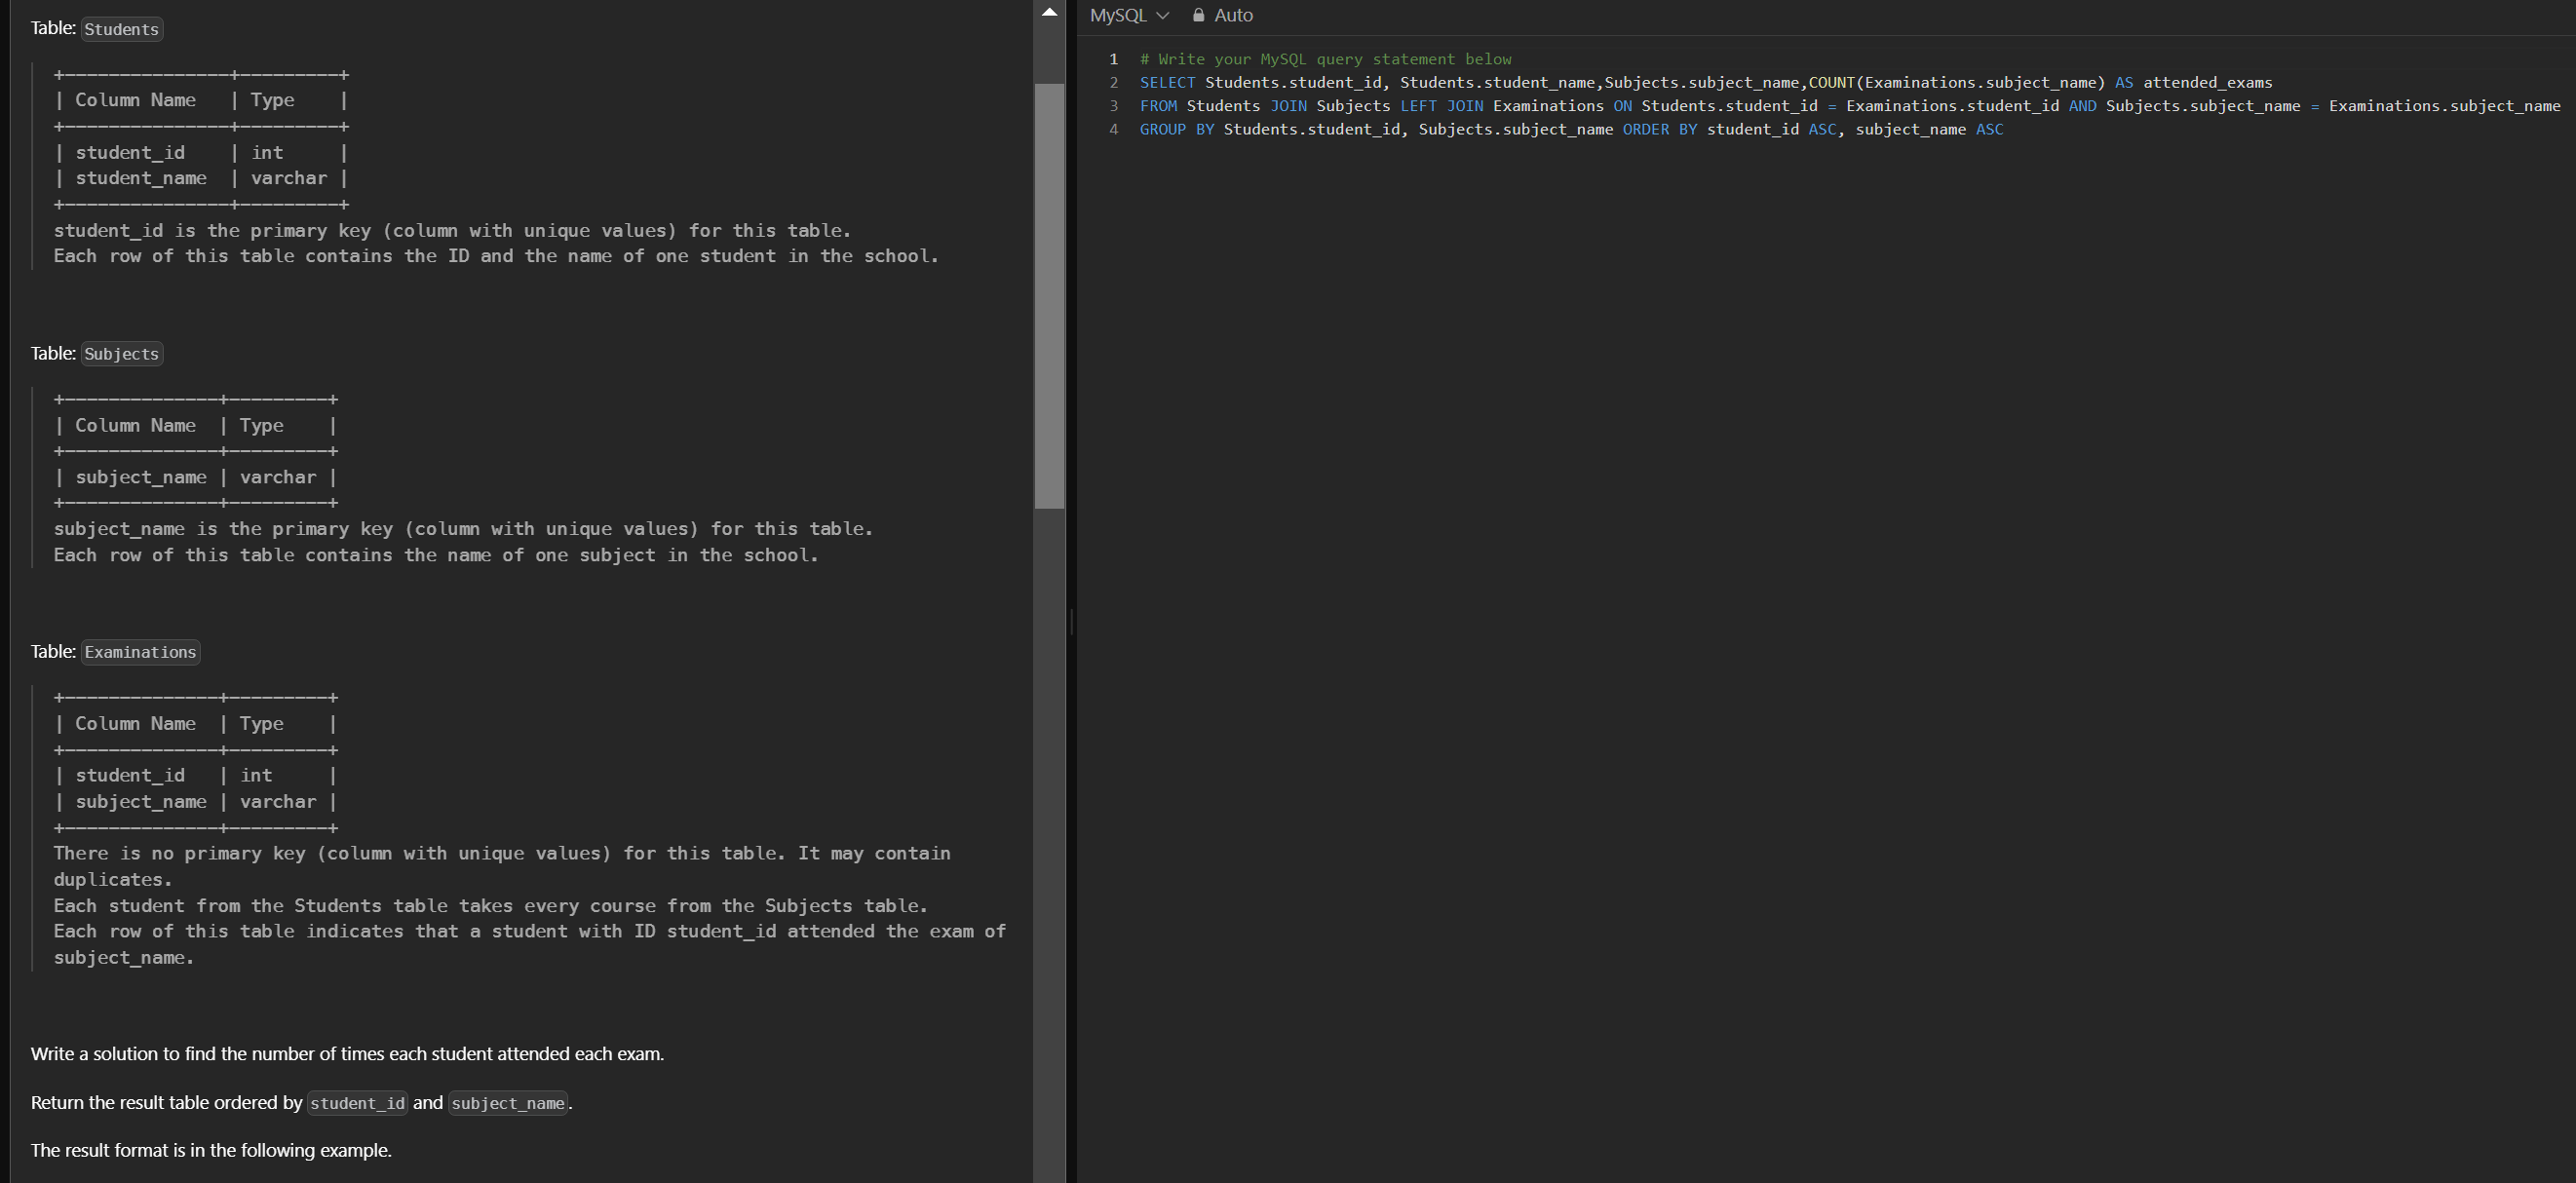 Table: Students
+---------------+---------+
| Column Name   | Type    |
+---------------+---------+
| student_id    | int     |
| student_name  | varchar |
+---------------+---------+
student_id is the primary key (column with unique values) for this table.
Each row of this table contains the ID and the name of one student in the school.
Table: Subjects
+--------------+---------+
| Column Name  | Type    |
+--------------+---------+
| subject_name | varchar |
+--------------+---------+
subject_name is the primary key (column with unique values) for this table.
Each row of this table contains the name of one subject in the school.
Table: Examinations
+--------------+---------+
| Column Name  | Type    |
+--------------+---------+
| student_id   | int     |
| subject_name | varchar |
+--------------+---------+
There is no primary key (column with unique values) for this table. It may contain
duplicates.
Each student from the Students table takes every course from the Subjects table.
Each row of this table indicates that a student with ID student_id attended the exam of
subject_name.
Write a solution to find the number of times each student attended each exam.
Return the result table ordered by student_id and subject_name.
The result format is in the following example.
MySQL Auto
1 # Write your MySQL query statement below
2 SELECT Students.student_id, Students.student_name,Subjects.subject_name,COUNT(Examinations.subject_name) AS attended_exams
3 FROM Students JOIN Subjects LEFT JOIN Examinations ON Students.student_id = Examinations.student_id AND Subjects.subject_name = Examinations.subject_name
4 GROUP BY Students.student_id, Subjects.subject_name ORDER BY student_id ASC, subject_name ASC